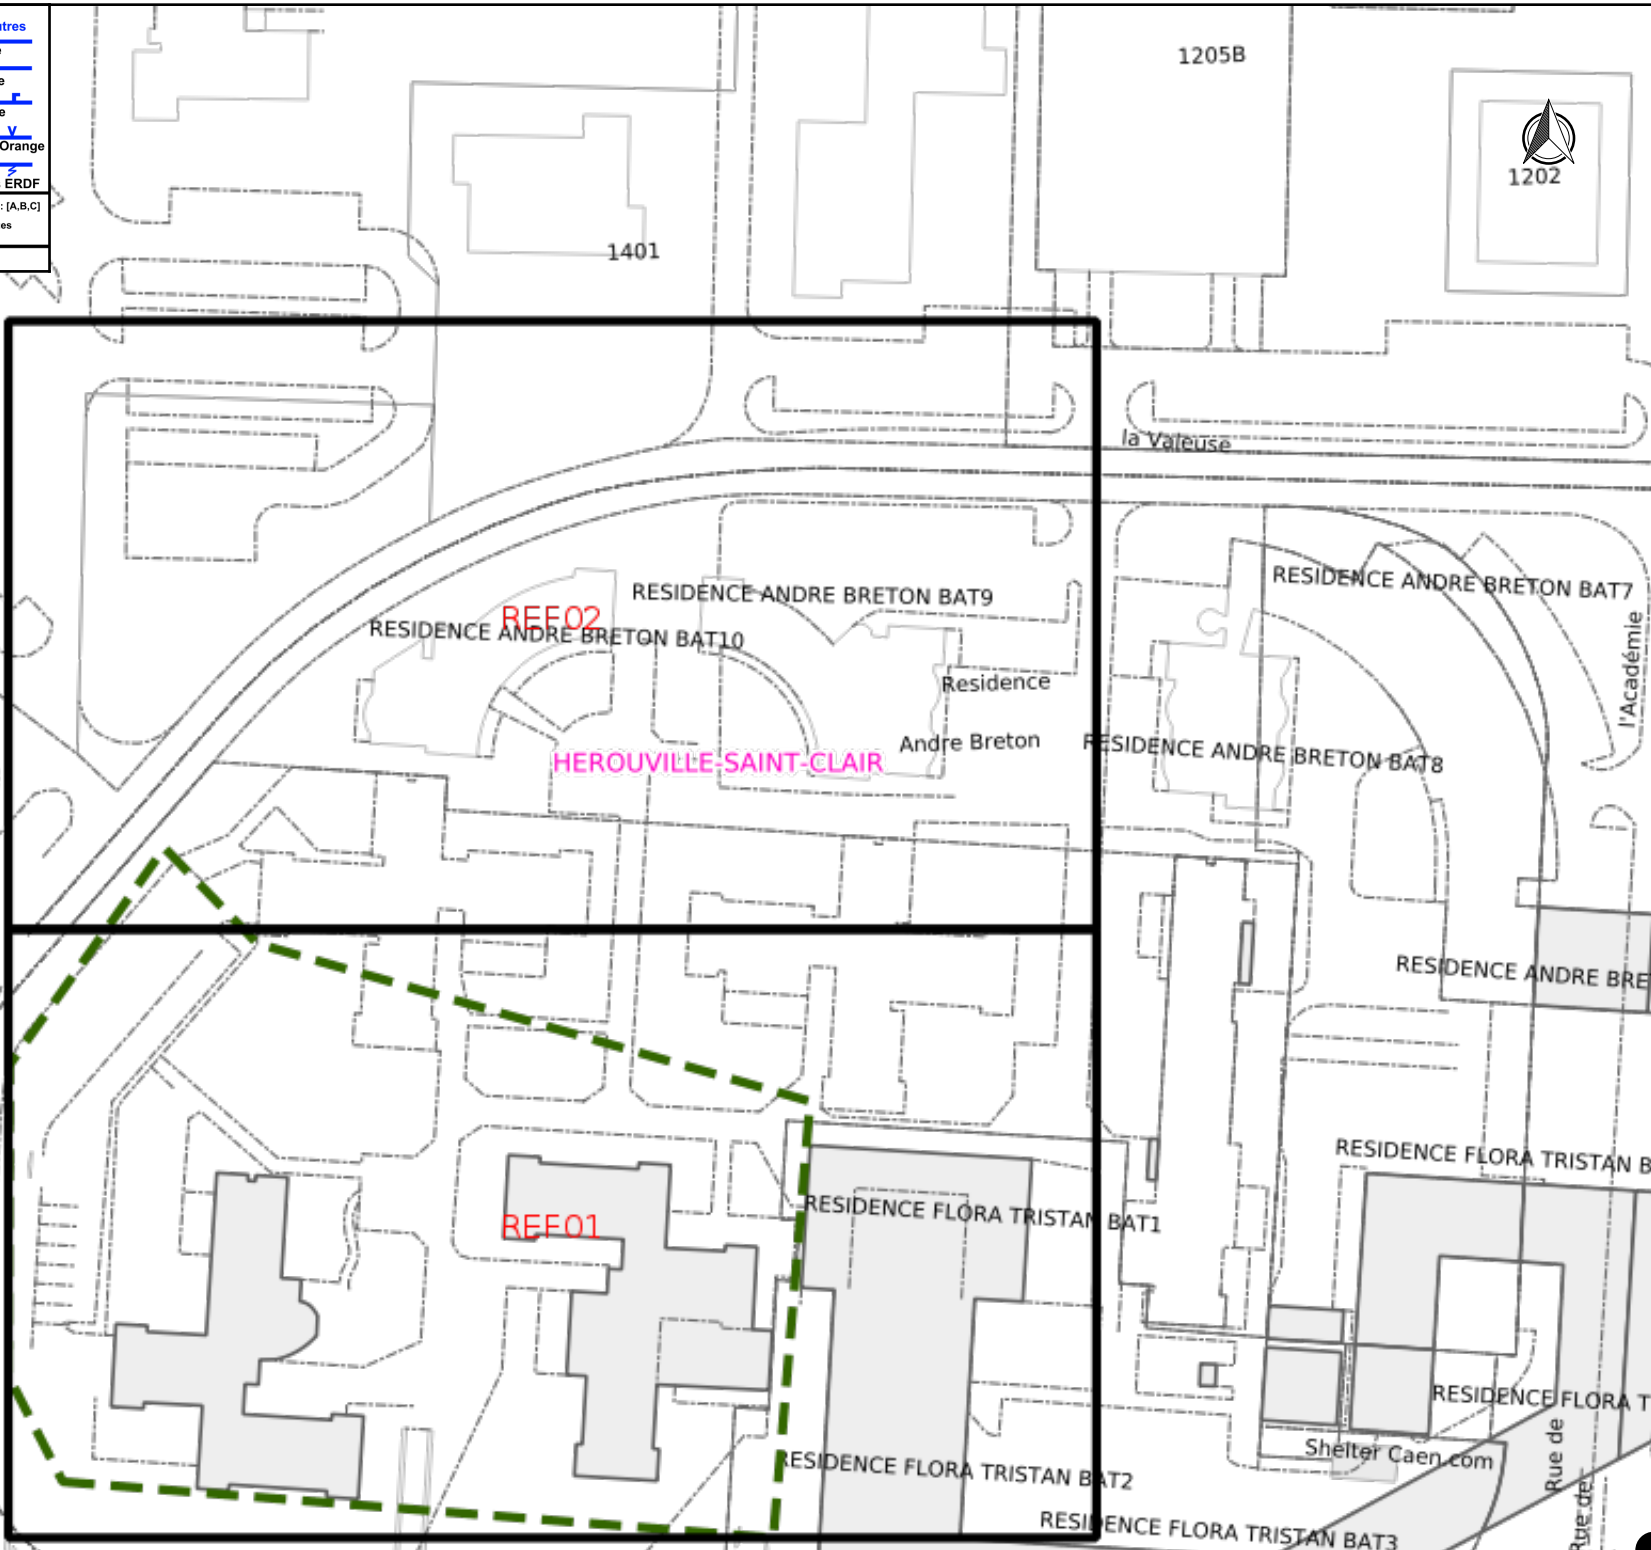 1205B
Orange
ERDF
: [A,B,C]
1202
1401
la Valeuse
RESIDENCE ANDRE BRETON BAT7
RESIDENCE ANDRE BRETON BAT9
REF02
RESIDENCE ANDRE BRETON BAT10
l'Académie
Residence
Andre Breton
RESIDENCE ANDRE BRETON BAT8
HEROUVILLE-SAINT-CLAIR
RESIDENCE ANDRE BRE
RESIDENCE FLORA TRISTAN B
RESIDENCE FLORA TRISTAN BAT1
REF01
RESIDENCE FLORA T
Shelter Caen com
Rue de
RESIDENCE FLORA TRISTAN BAT2
Rue de
RESIDENCE FLORA TRISTAN BAT3